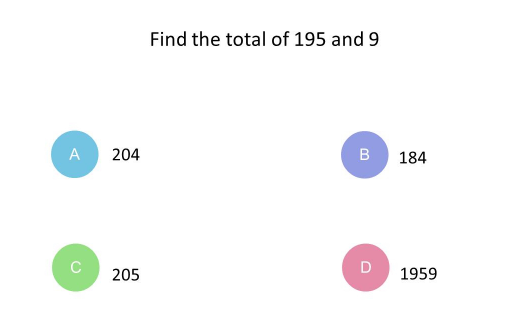 Find the total of 195 and 9
A 204
B 184
C 205
D 1959